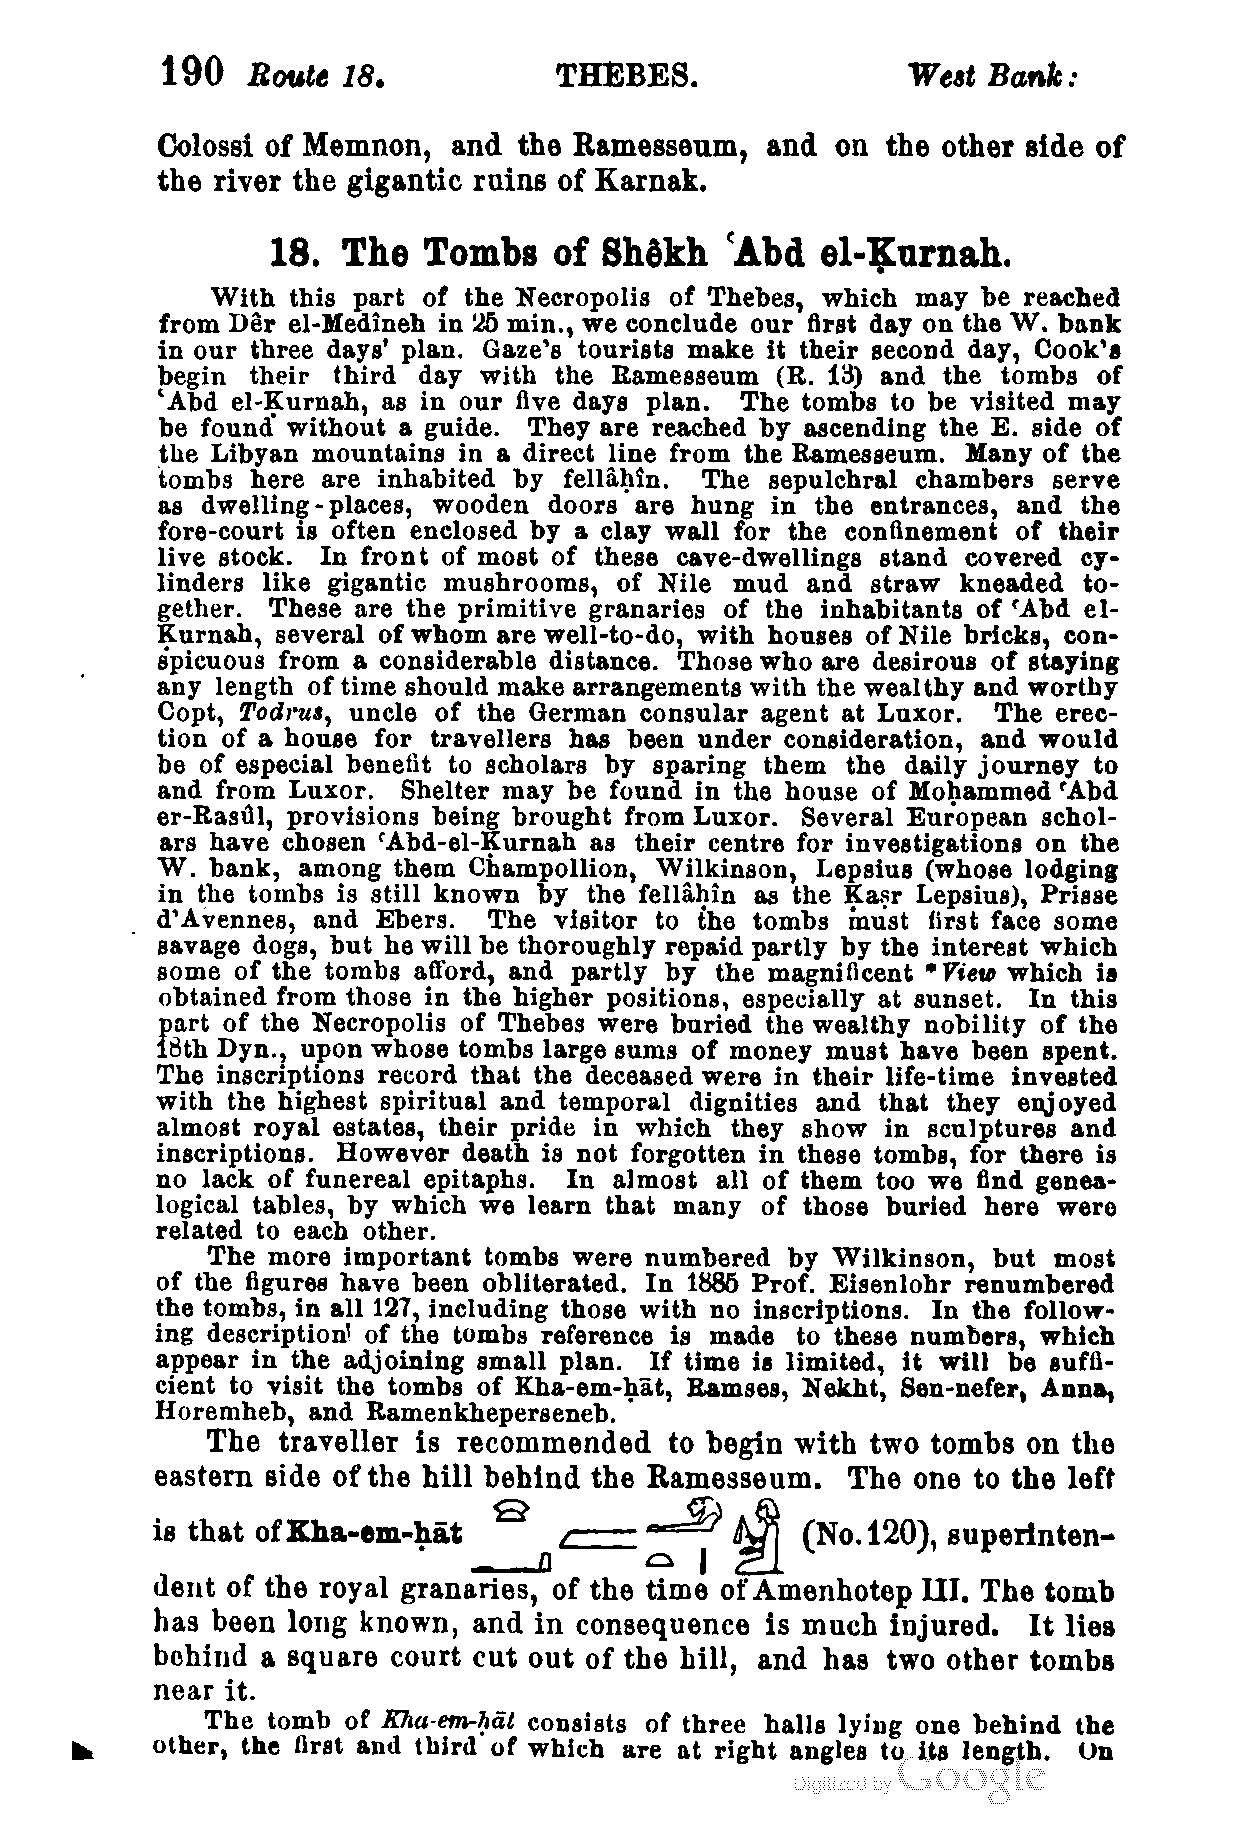 190 Route 18. THEBES. West Bank:
Colossi of Memnon, and the Ramesseum, and on the other side of
the river the gigantic ruins of Karnak.
18. The Tombs of Shêkh ʿAbd el-Ḳurnah.
With this part of the Necropolis of Thebes, which may be reached
from Dêr el-Medîneh in 25 min., we conclude our first day on the W. bank
in our three days' plan. Gaze's tourists make it their second day, Cook's
begin their third day with the Ramesseum (R. 13) and the tombs of
ʿAbd el-Ḳurnah, as in our five days plan. The tombs to be visited may
be found without a guide. They are reached by ascending the E. side of
the Libyan mountains in a direct line from the Ramesseum. Many of the
tombs here are inhabited by fellâḥîn. The sepulchral chambers serve
as dwelling-places, wooden doors are hung in the entrances, and the
fore-court is often enclosed by a clay wall for the confinement of their
live stock. In front of most of these cave-dwellings stand covered cy-
linders like gigantic mushrooms, of Nile mud and straw kneaded to-
gether. These are the primitive granaries of the inhabitants of ʿAbd el-
Ḳurnah, several of whom are well-to-do, with houses of Nile bricks, con-
spicuous from a considerable distance. Those who are desirous of staying
any length of time should make arrangements with the wealthy and worthy
Copt, Todrus, uncle of the German consular agent at Luxor. The erec-
tion of a house for travellers has been under consideration, and would
be of especial benefit to scholars by sparing them the daily journey to
and from Luxor. Shelter may be found in the house of Moḥammed ʿAbd
er-Rasûl, provisions being brought from Luxor. Several European schol-
ars have chosen ʿAbd-el-Ḳurnah as their centre for investigations on the
W. bank, among them Champollion, Wilkinson, Lepsius (whose lodging
in the tombs is still known by the fellâḥîn as the Ḳaṣr Lepsius), Prisse
d'Avennes, and Ebers. The visitor to the tombs must first face some
savage dogs, but he will be thoroughly repaid partly by the interest which
some of the tombs afford, and partly by the magnificent *View which is
obtained from those in the higher positions, especially at sunset. In this
part of the Necropolis of Thebes were buried the wealthy nobility of the
18th Dyn., upon whose tombs large sums of money must have been spent.
The inscriptions record that the deceased were in their life-time invested
with the highest spiritual and temporal dignities and that they enjoyed
almost royal estates, their pride in which they show in sculptures and
inscriptions. However death is not forgotten in these tombs, for there is
no lack of funereal epitaphs. In almost all of them too we find genea-
logical tables, by which we learn that many of those buried here were
related to each other.
The more important tombs were numbered by Wilkinson, but most
of the figures have been obliterated. In 1885 Prof. Eisenlohr renumbered
the tombs, in all 127, including those with no inscriptions. In the follow-
ing description of the tombs reference is made to these numbers, which
appear in the adjoining small plan. If time is limited, it will be suffi-
cient to visit the tombs of Kha-em-ḥāt, Ramses, Nekht, Sen-nefer, Anna,
Horemheb, and Ramenkheperseneb.
The traveller is recommended to begin with two tombs on the
eastern side of the hill behind the Ramesseum. The one to the left
is that of Kha-em-ḥāt (No. 120), superinten-
dent of the royal granaries, of the time of Amenhotep III. The tomb
has been long known, and in consequence is much injured. It lies
behind a square court cut out of the hill, and has two other tombs
near it.
The tomb of Kha-em-ḥāt consists of three halls lying one behind the
other, the first and third of which are at right angles to its length. On
Digitized by Google